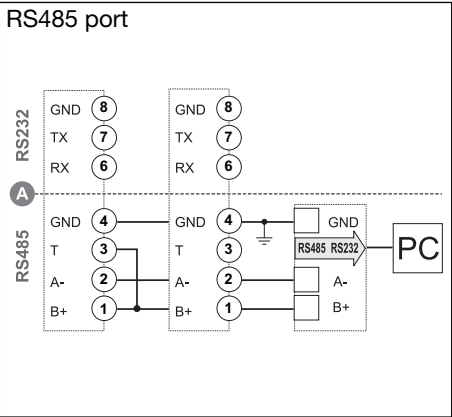 RS485 port
RS232
GND 8 GND 8
TX 7 TX 7
RX 6 RX 6
A
RS485
GND 4 GND 4 GND
T 3 T 3 RS485 RS232 PC
A- 2 A- 2 A-
B+ 1 B+ 1 B+